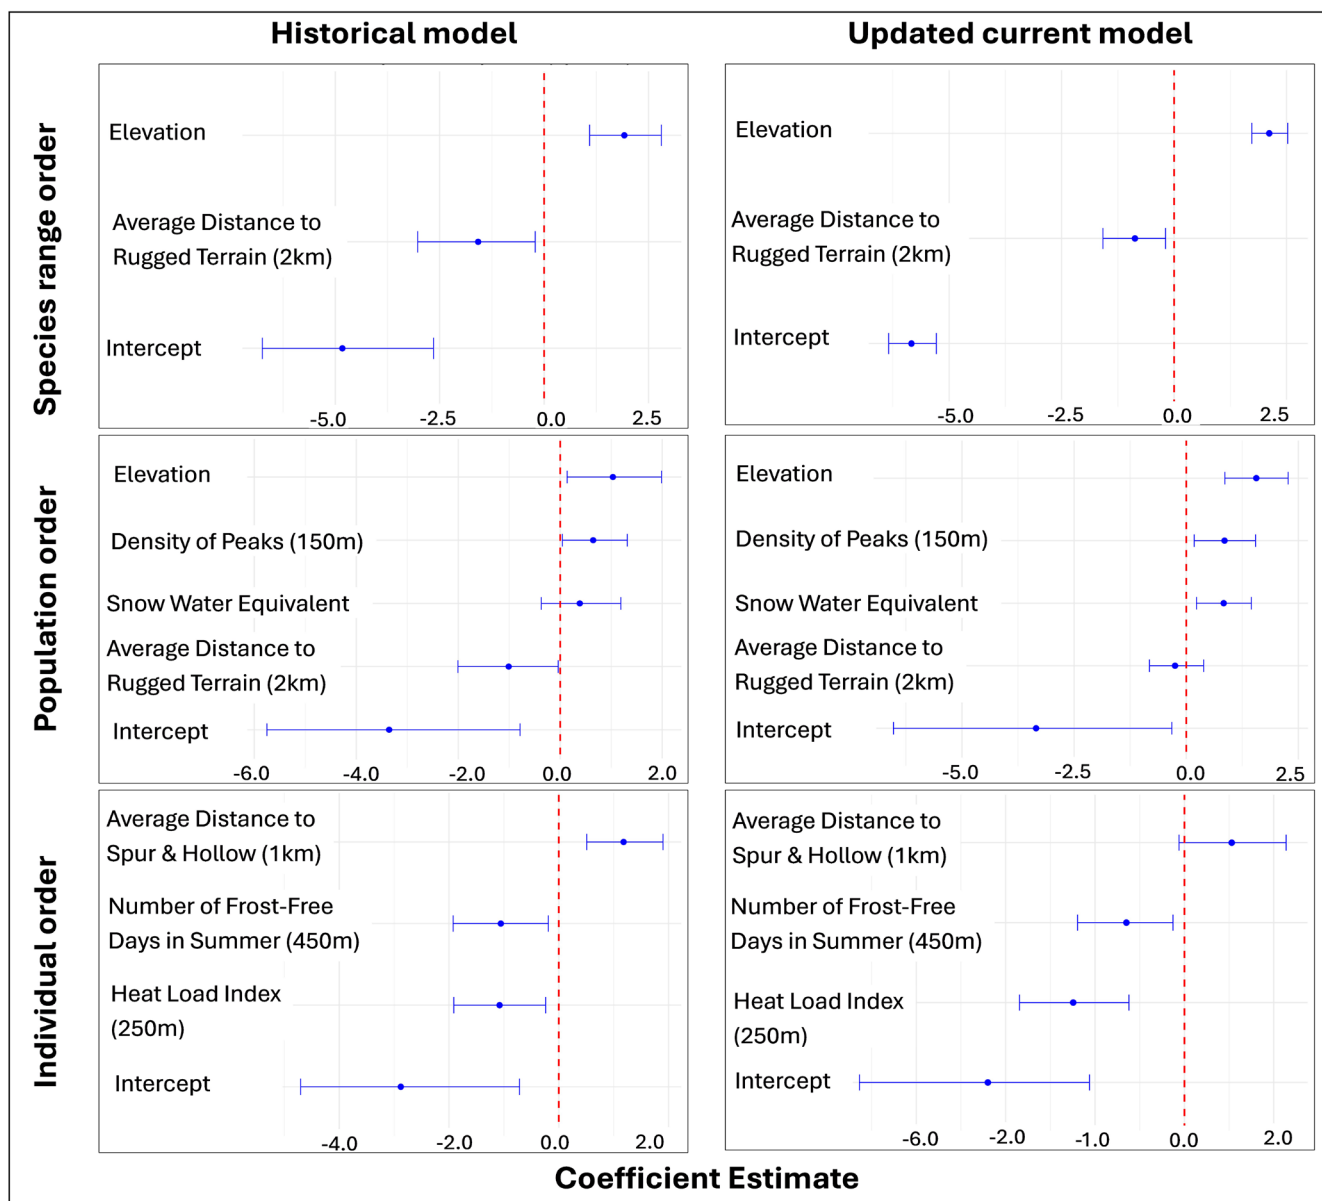 Historical model
Updated current model
Species range order
Elevation
Average Distance to
Rugged Terrain (2km)
Intercept
-5.0 -2.5 0.0 2.5
Elevation
Average Distance to
Rugged Terrain (2km)
Intercept
-5.0 -2.5 0.0 2.5
Population order
Elevation
Density of Peaks (150m)
Snow Water Equivalent
Average Distance to
Rugged Terrain (2km)
Intercept
-6.0 -4.0 -2.0 0.0 2.0
Elevation
Density of Peaks (150m)
Snow Water Equivalent
Average Distance to
Rugged Terrain (2km)
Intercept
-5.0 -2.5 0.0 2.5
Individual order
Average Distance to
Spur & Hollow (1km)
Number of Frost-Free
Days in Summer (450m)
Heat Load Index
(250m)
Intercept
-4.0 -2.0 0.0 2.0
Average Distance to
Spur & Hollow (1km)
Number of Frost-Free
Days in Summer (450m)
Heat Load Index
(250m)
Intercept
-6.0 -2.0 -1.0 0.0 2.0
Coefficient Estimate